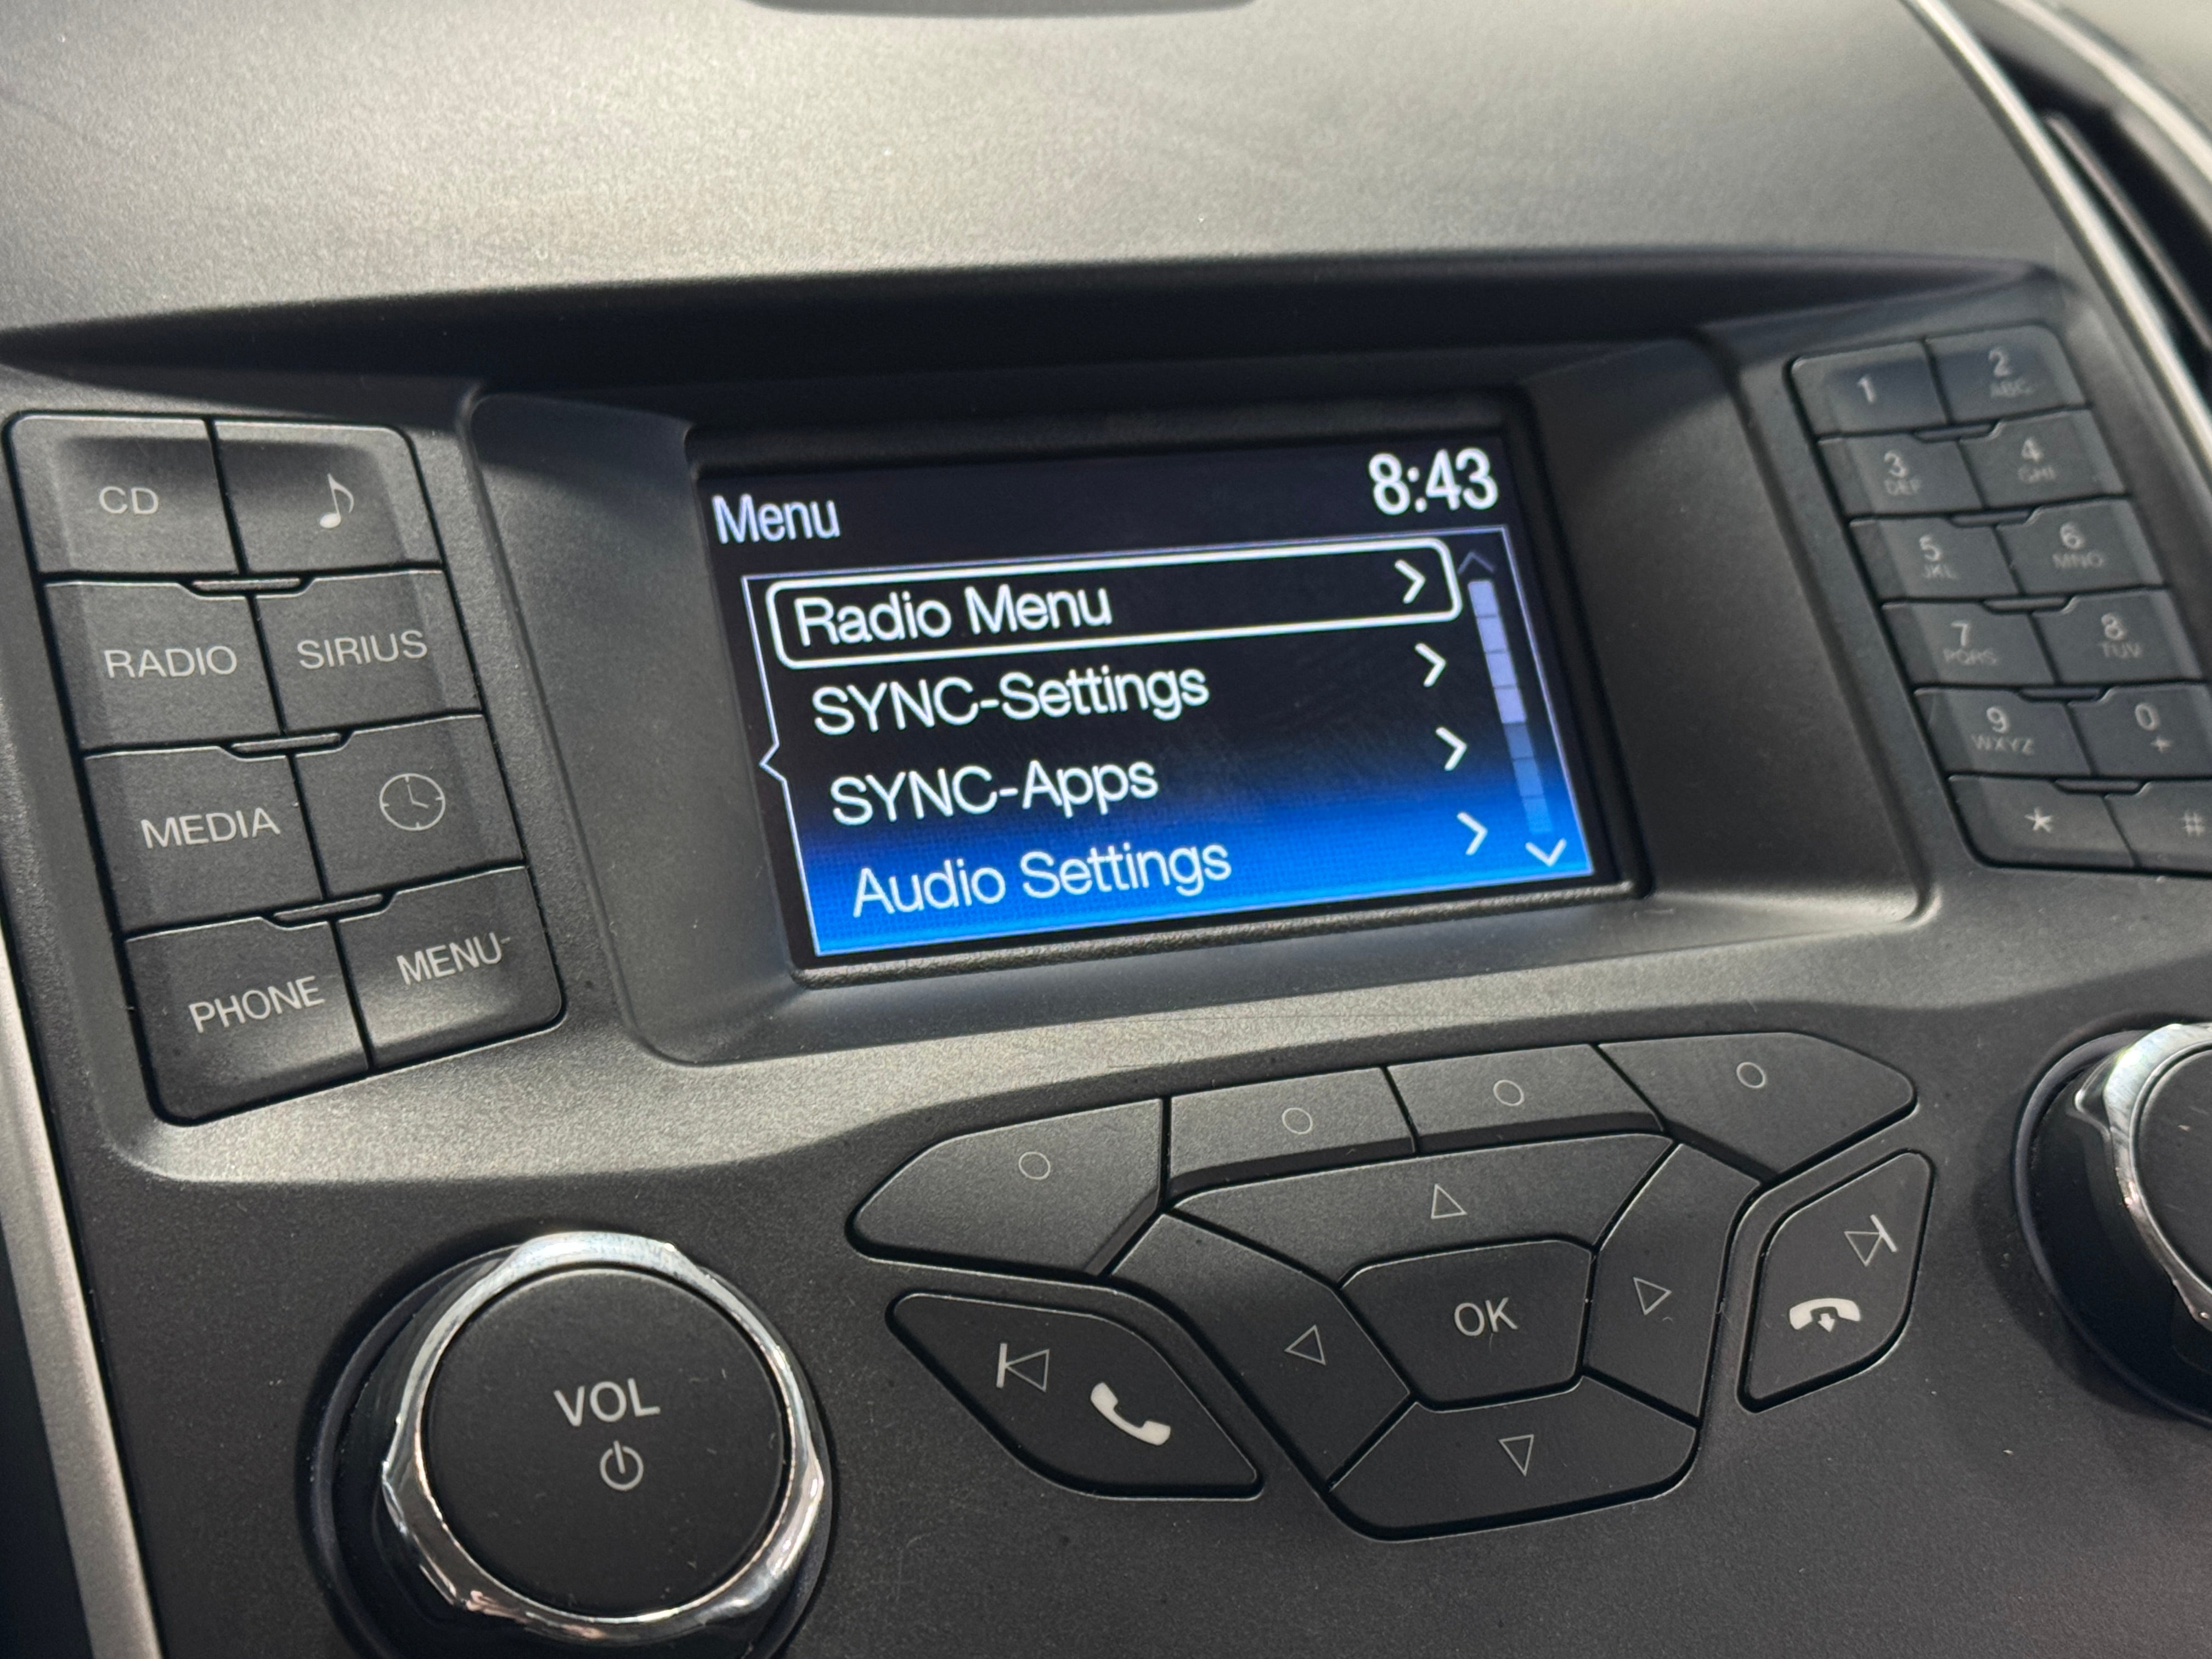 Menu 8:43
Radio Menu
SYNC-Settings
SYNC-Apps
Audio Settings
CD
RADIO SIRIUS
MEDIA
PHONE MENU
1 2
ABC
3 4
DEF GHI
5 6
JKL MNO
7 8
PQRS TUV
9 0
WXYZ +
* #
OK
VOL